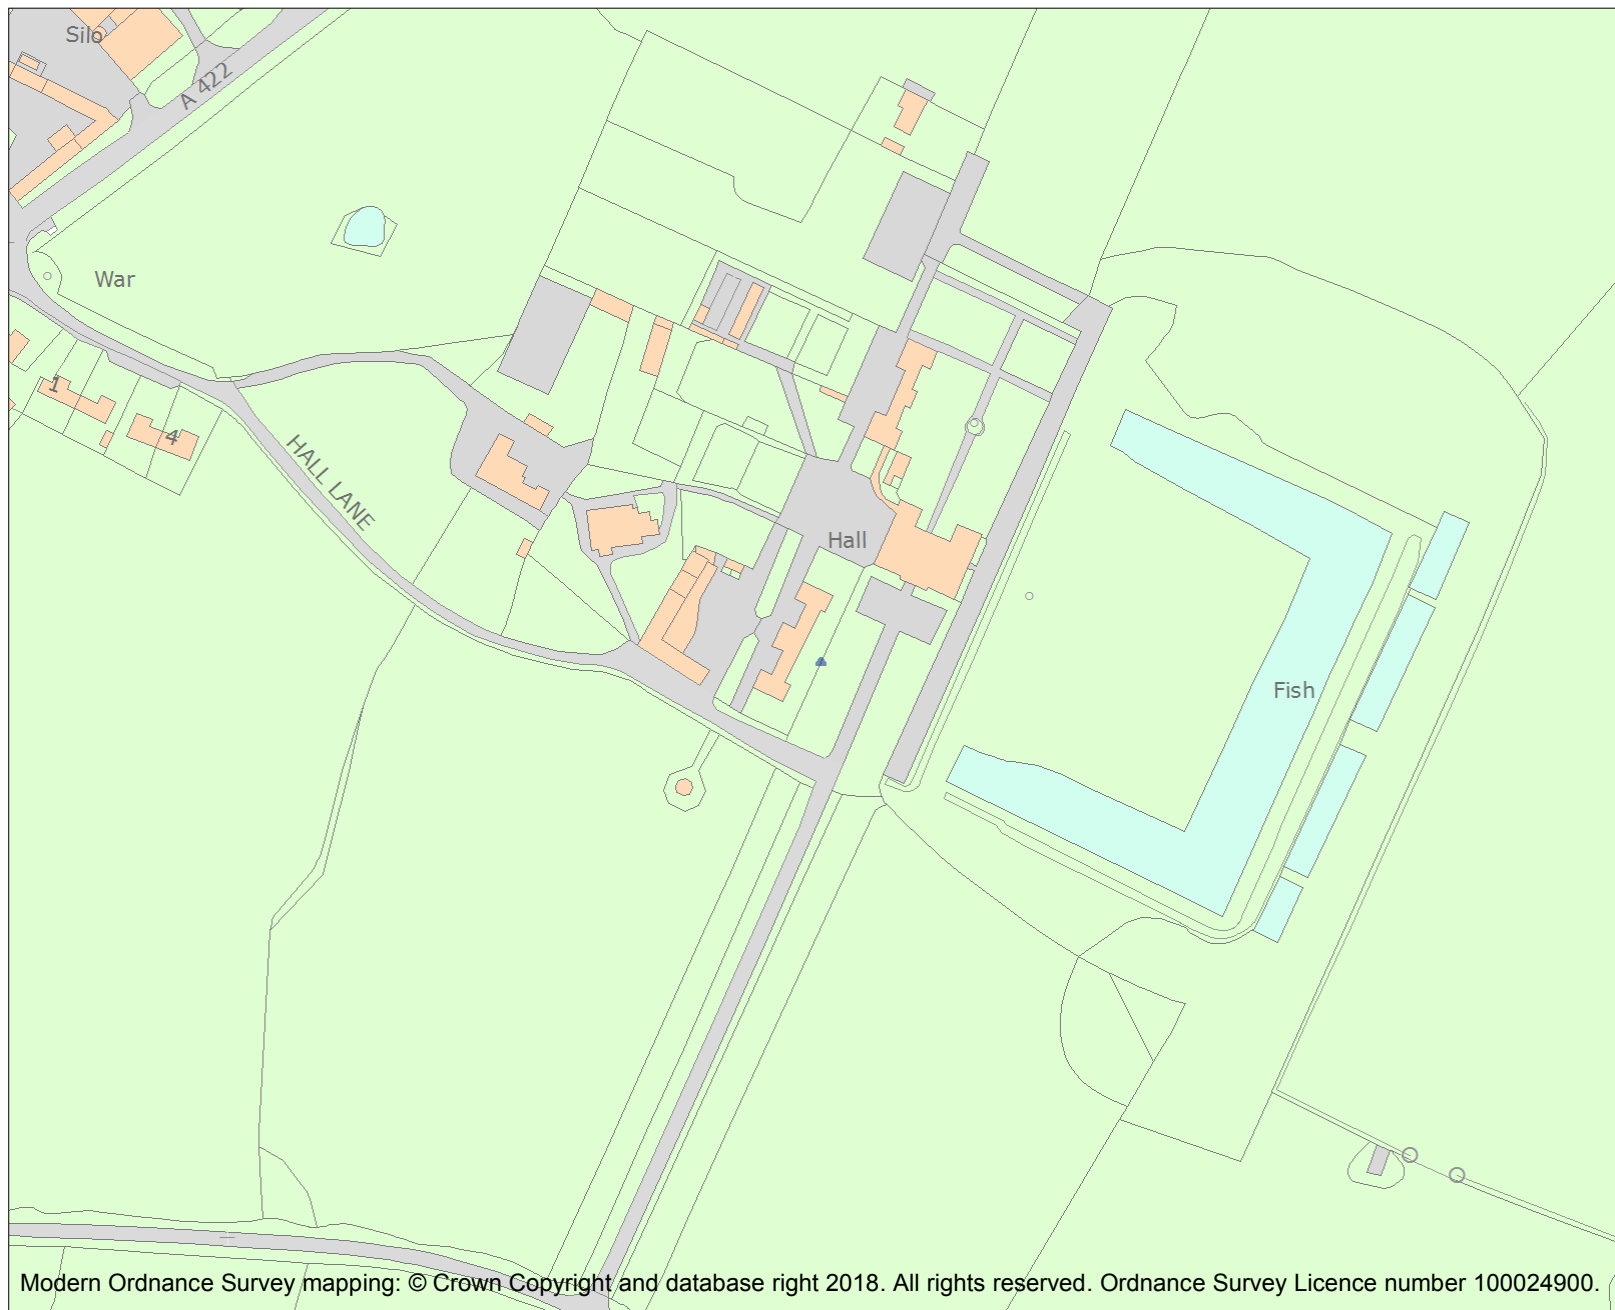 Silo
A 422
War
1
4
HALL LANE
Hall
Fish
Modern Ordnance Survey mapping: © Crown Copyright and database right 2018. All rights reserved. Ordnance Survey Licence number 100024900.